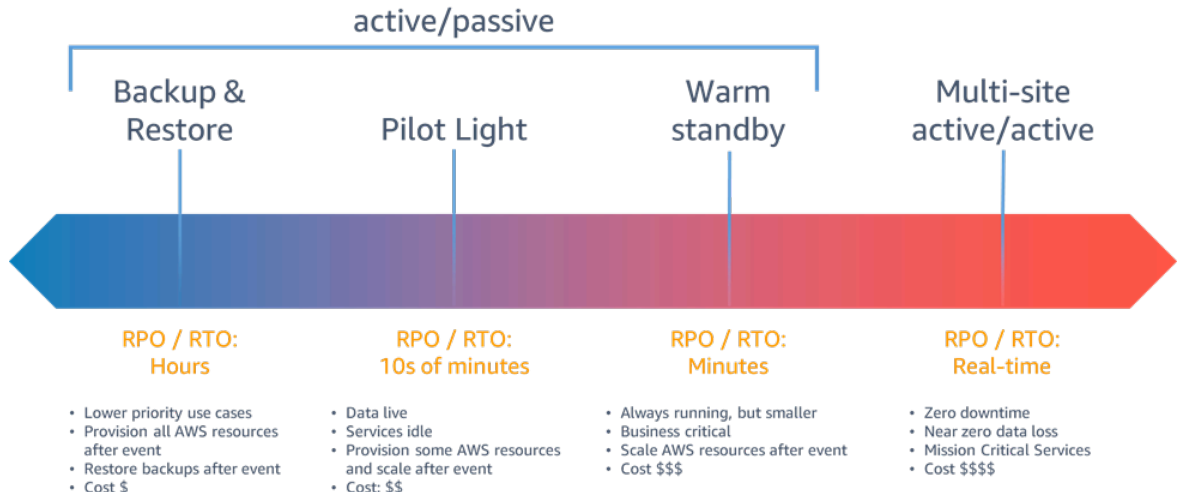 active/passive
Backup &
Restore
Pilot Light
Warm
standby
Multi-site
active/active
RPO / RTO:
Hours
RPO / RTO:
10s of minutes
RPO / RTO:
Minutes
RPO / RTO:
Real-time
• Lower priority use cases
• Provision all AWS resources
after event
• Restore backups after event
• Cost $
• Data live
• Services idle
• Provision some AWS resources
and scale after event
• Cost: $$
• Always running, but smaller
• Business critical
• Scale AWS resources after event
• Cost $$$
• Zero downtime
• Near zero data loss
• Mission Critical Services
• Cost $$$$